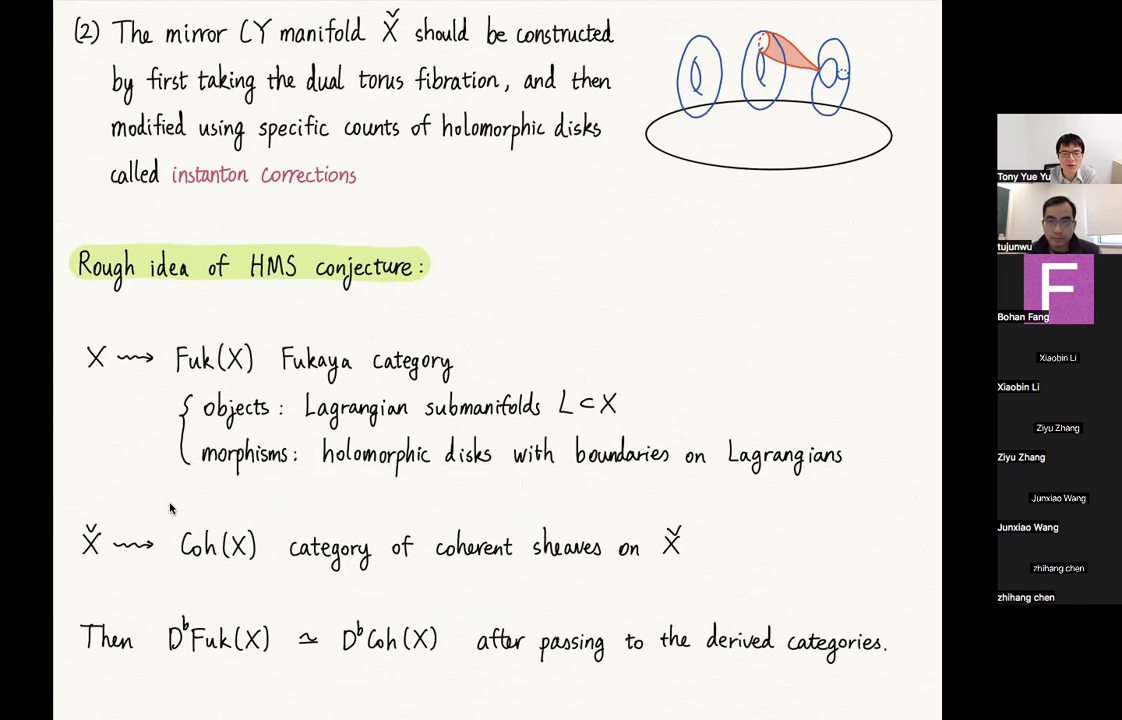 (2) The mirror CY manifold X̌ should be constructed
by first taking the dual torus fibration, and then
modified using specific counts of holomorphic disks
called instanton corrections
Rough idea of HMS conjecture:
X ⇝ Fuk(X) Fukaya category
{ objects: Lagrangian submanifolds L ⊂ X
morphisms: holomorphic disks with boundaries on Lagrangians
X̌ ⇝ Coh(X) category of coherent sheaves on X̌
Then DᵇFuk(X) ≃ DᵇCoh(X) after passing to the derived categories.
Tony Yue Yu
tujunwu
F
Bohan Fang
Xiaobin Li
Xiaobin Li
Ziyu Zhang
Ziyu Zhang
Junxiao Wang
Junxiao Wang
zhihang chen
zhihang chen